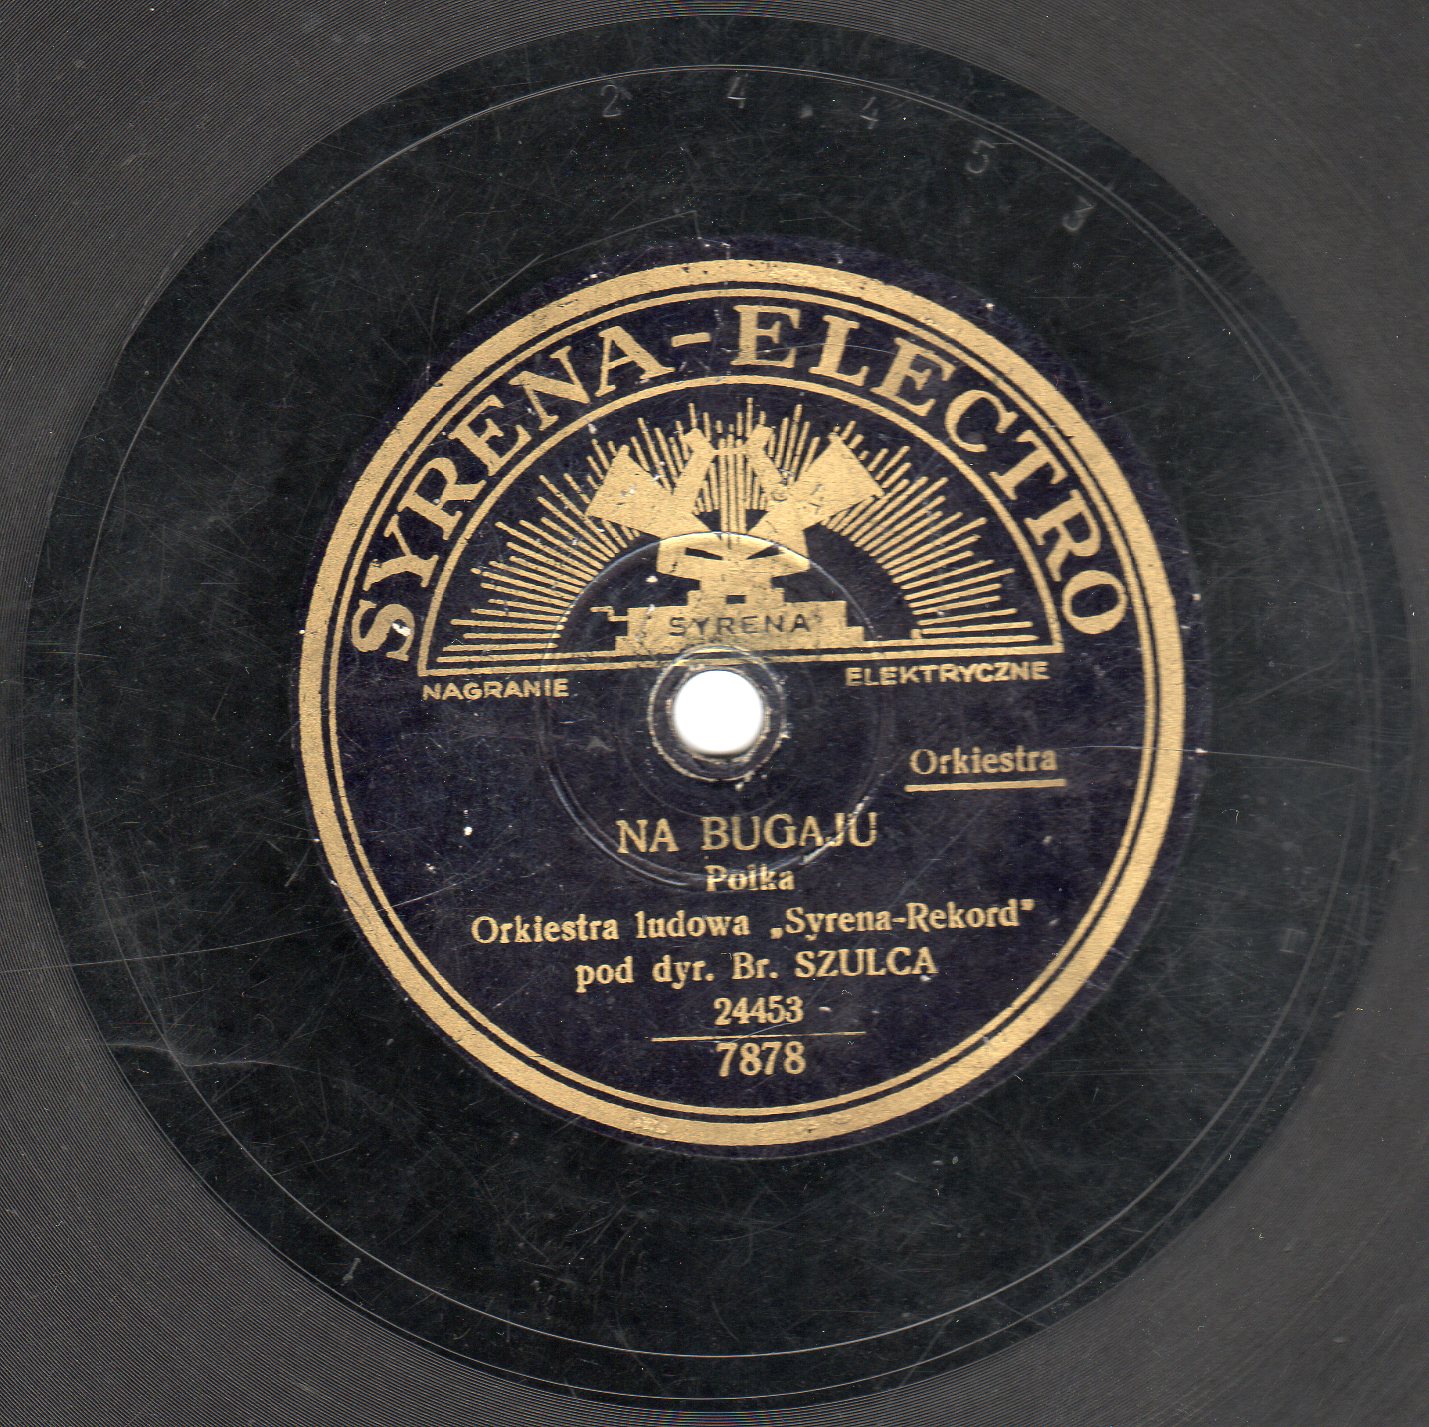 2 4 4 5 3
SYRENA-ELECTRO
SYRENA
NAGRANIE ELEKTRYCZNE
Orkiestra
NA BUGAJU
Polka
Orkiestra ludowa „Syrena-Rekord"
pod dyr. Br. SZULCA
24453
7878